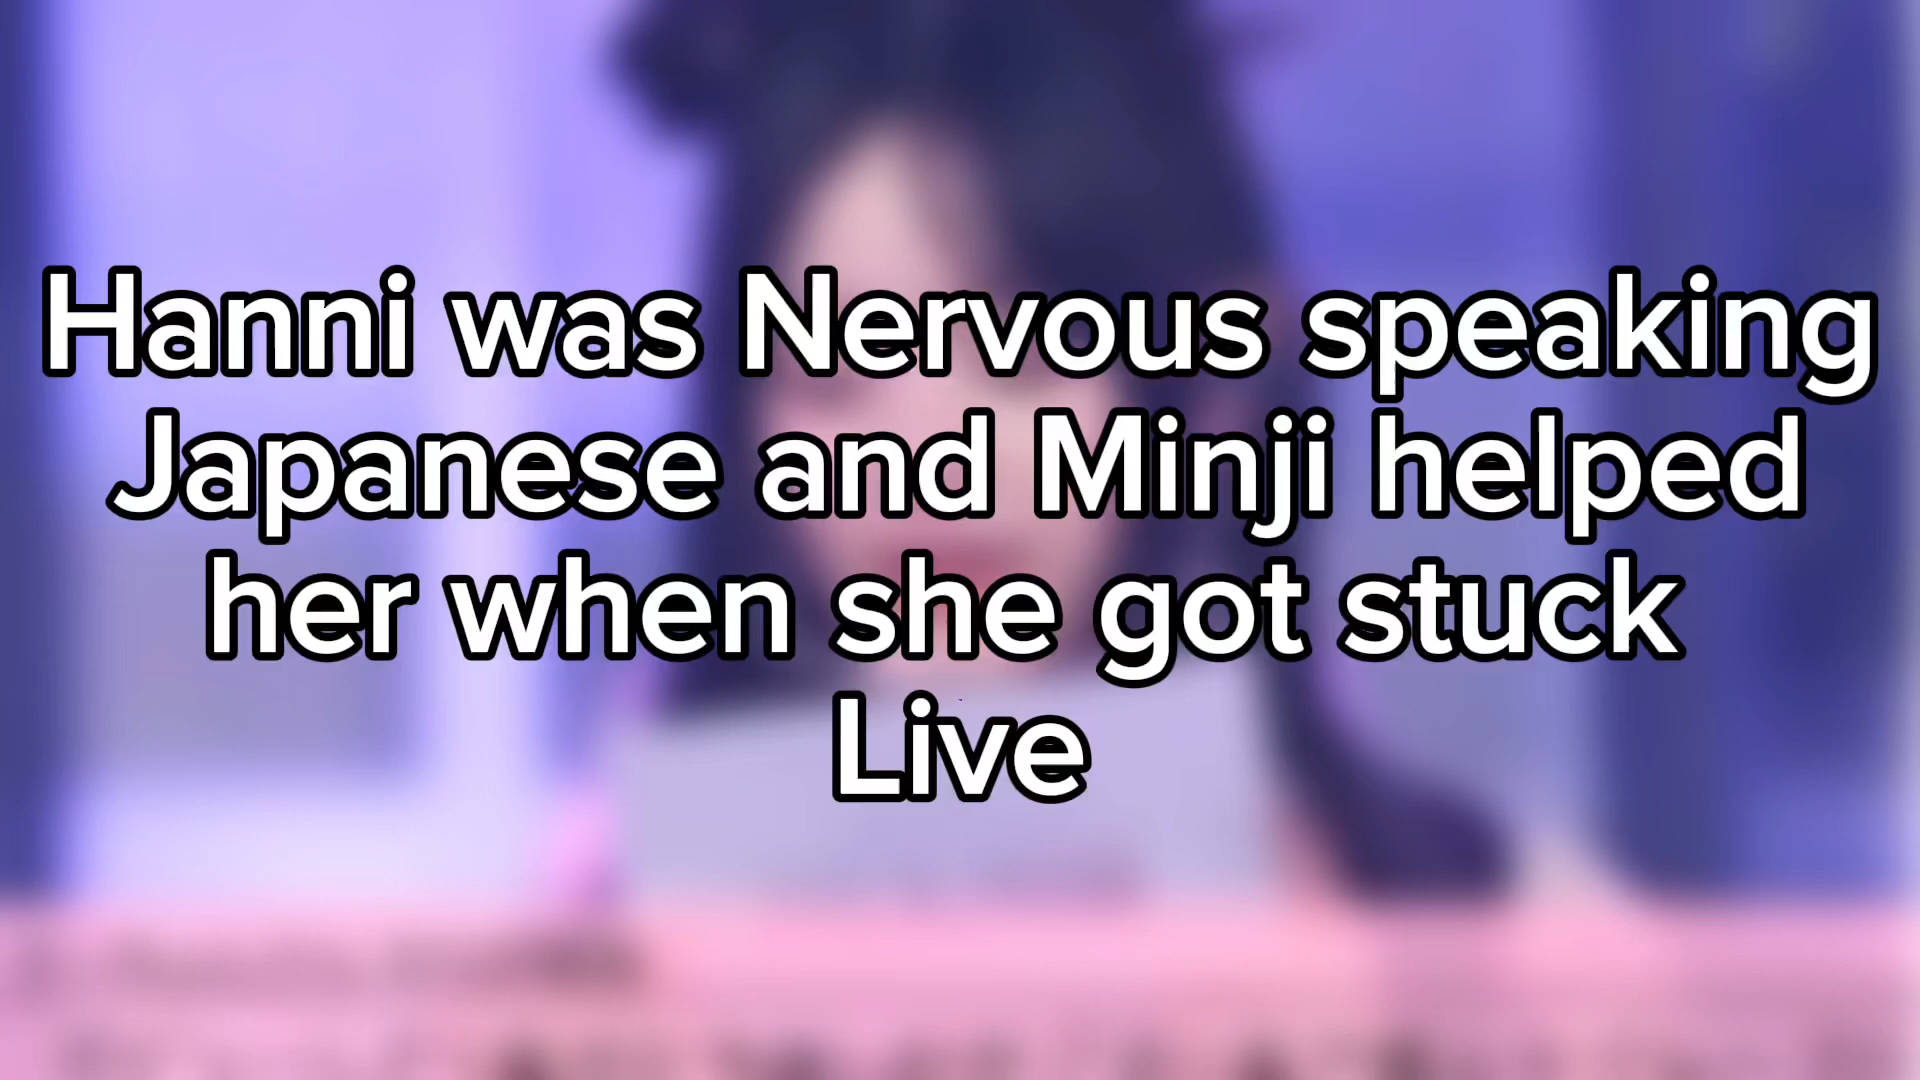 Hanni was Nervous speaking
Japanese and Minji helped
her when she got stuck
Live